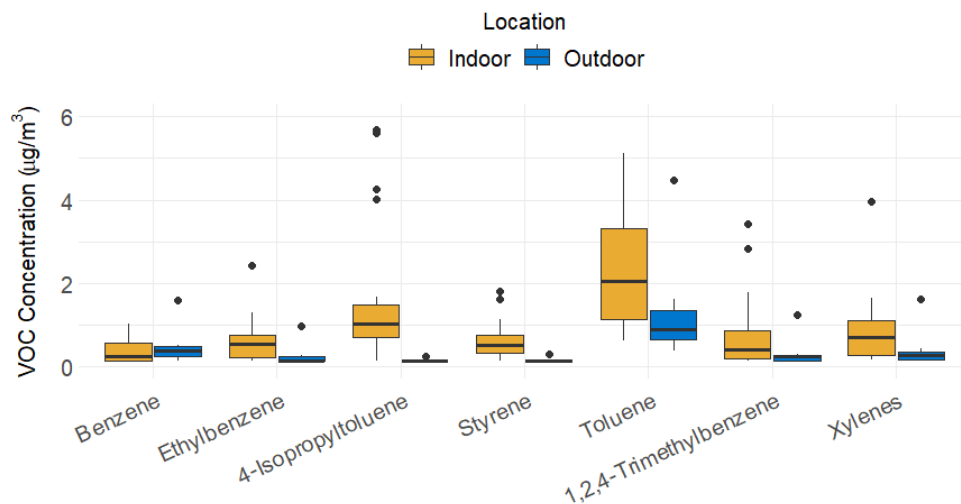 Location
Indoor Outdoor
VOC Concentration (µg/m³)
6
4
2
0
Benzene
Ethylbenzene
4-Isopropyltoluene
Styrene
Toluene
1,2,4-Trimethylbenzene
Xylenes